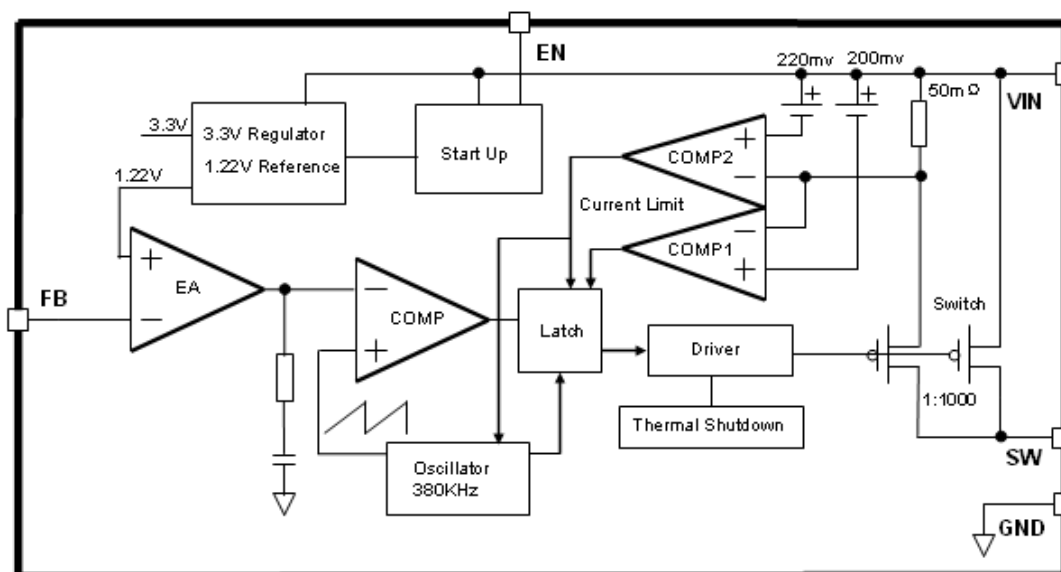 EN
220mv 200mv
50mΩ
VIN
3.3V
3.3V Regulator
1.22V Reference
Start Up
1.22V
+
COMP2
−
Current Limit
−
COMP1
+
+
EA
−
FB
−
COMP
+
Latch
Driver
Switch
1:1000
Thermal Shutdown
Oscillator
380KHz
SW
GND
+
+